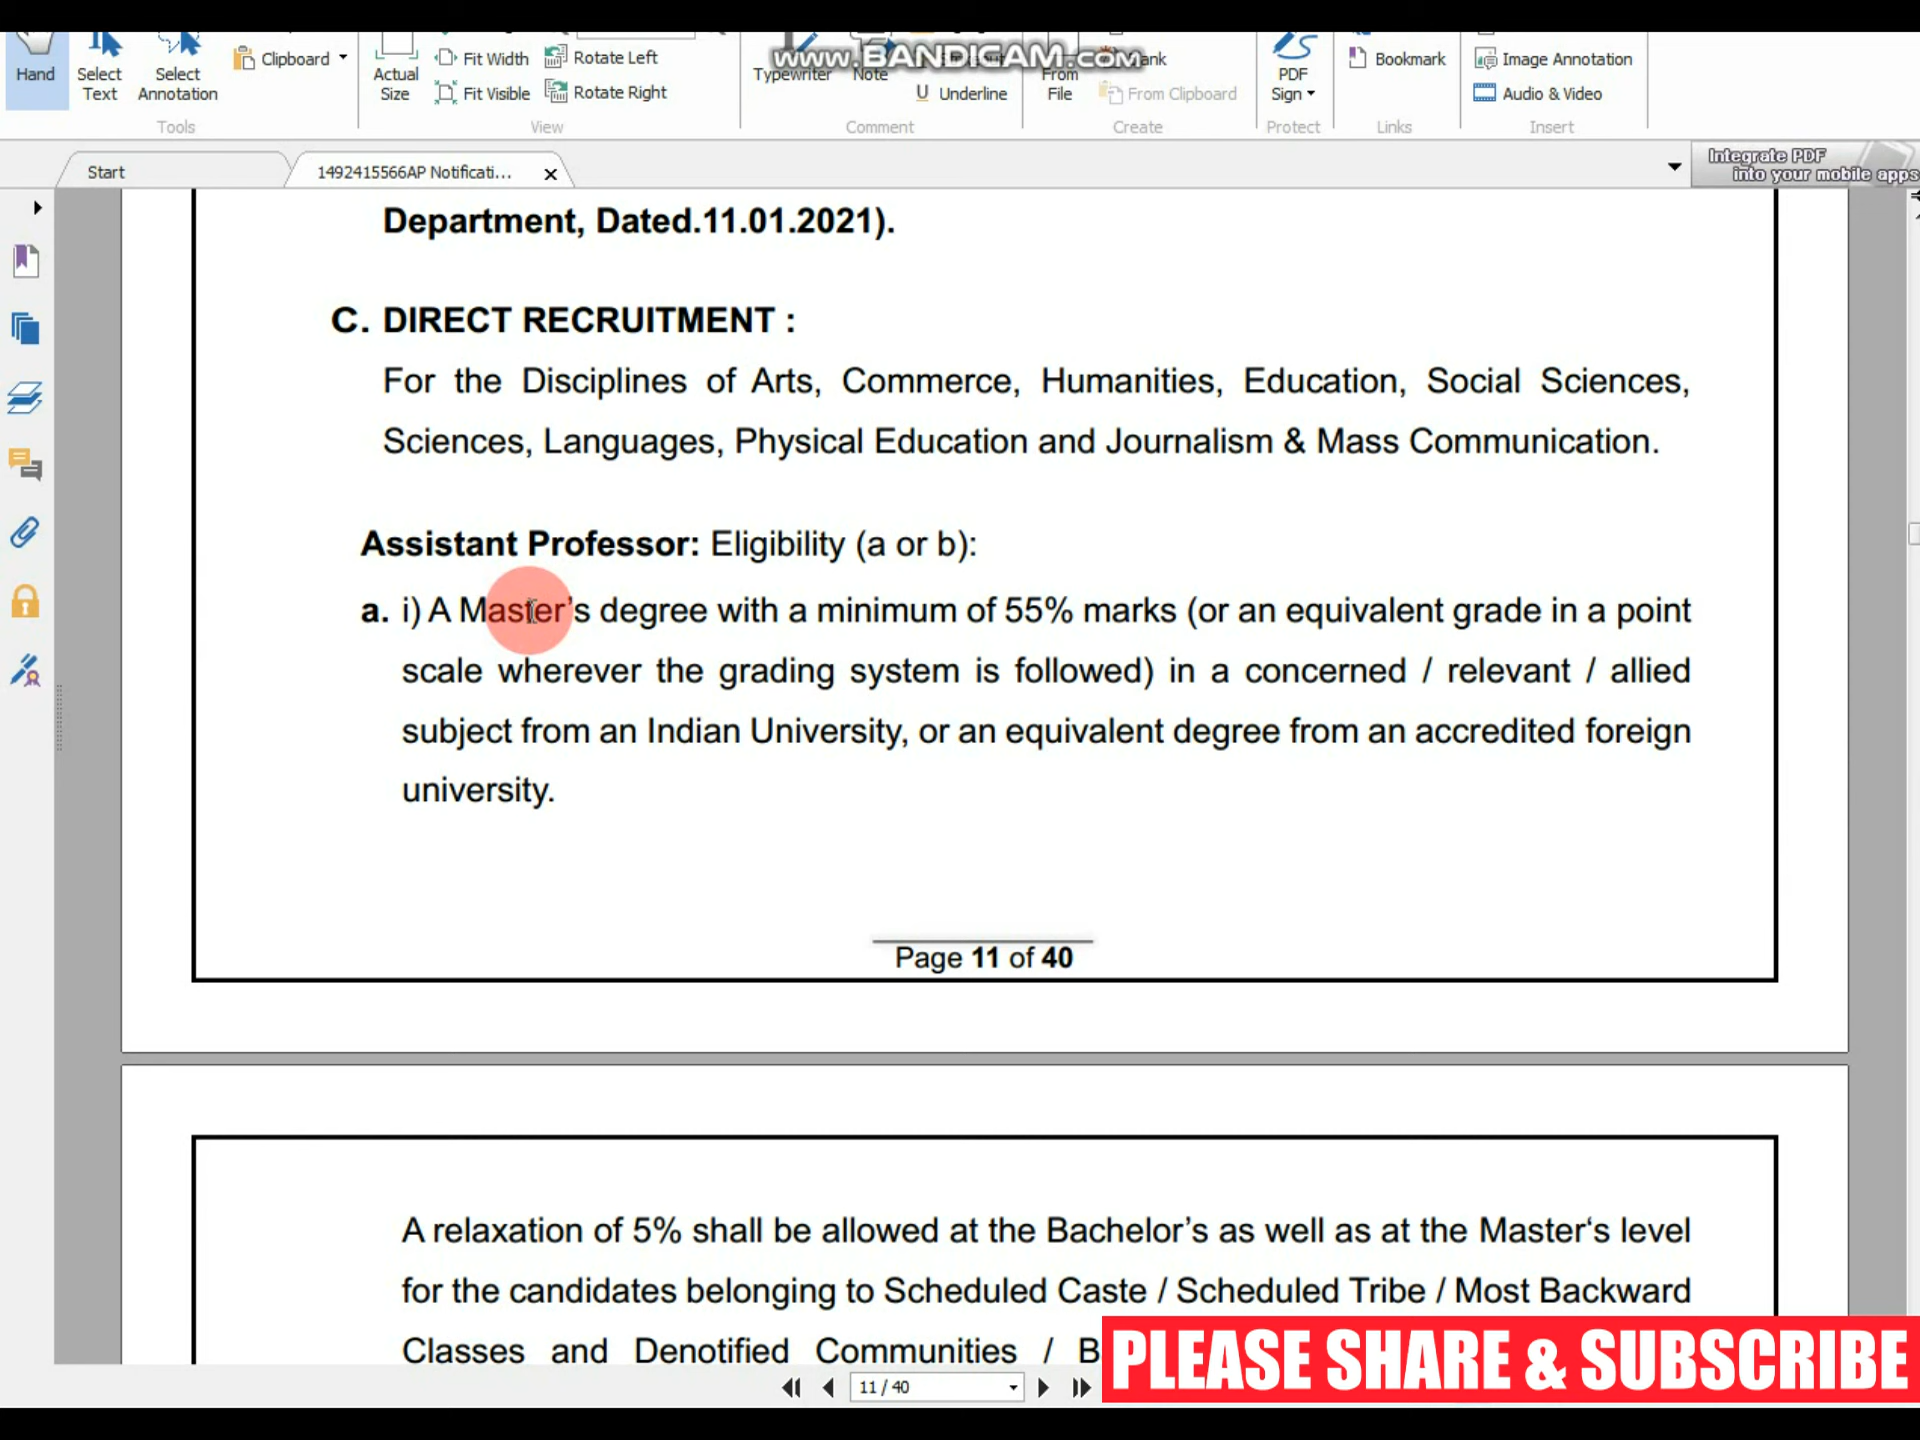 Hand
Select
Text
Select
Annotation
Clipboard
Tools
Actual
Size
Fit Width
Fit Visible
Rotate Left
Rotate Right
View
www.BANDICAM.com
Typewriter
Note
Underline
Comment
From
File
From Clipboard
Create
PDF
Sign
Protect
Bookmark
Links
Image Annotation
Audio & Video
Insert
Start
1492415566AP Notificati...
Integrate PDF
into your mobile apps
Department, Dated.11.01.2021).
C. DIRECT RECRUITMENT :
For the Disciplines of Arts, Commerce, Humanities, Education, Social Sciences,
Sciences, Languages, Physical Education and Journalism & Mass Communication.
Assistant Professor: Eligibility (a or b):
a. i) A Master’s degree with a minimum of 55% marks (or an equivalent grade in a point
scale wherever the grading system is followed) in a concerned / relevant / allied
subject from an Indian University, or an equivalent degree from an accredited foreign
university.
Page 11 of 40
A relaxation of 5% shall be allowed at the Bachelor’s as well as at the Master‘s level
for the candidates belonging to Scheduled Caste / Scheduled Tribe / Most Backward
Classes and Denotified Communities / B
PLEASE SHARE & SUBSCRIBE
11 / 40